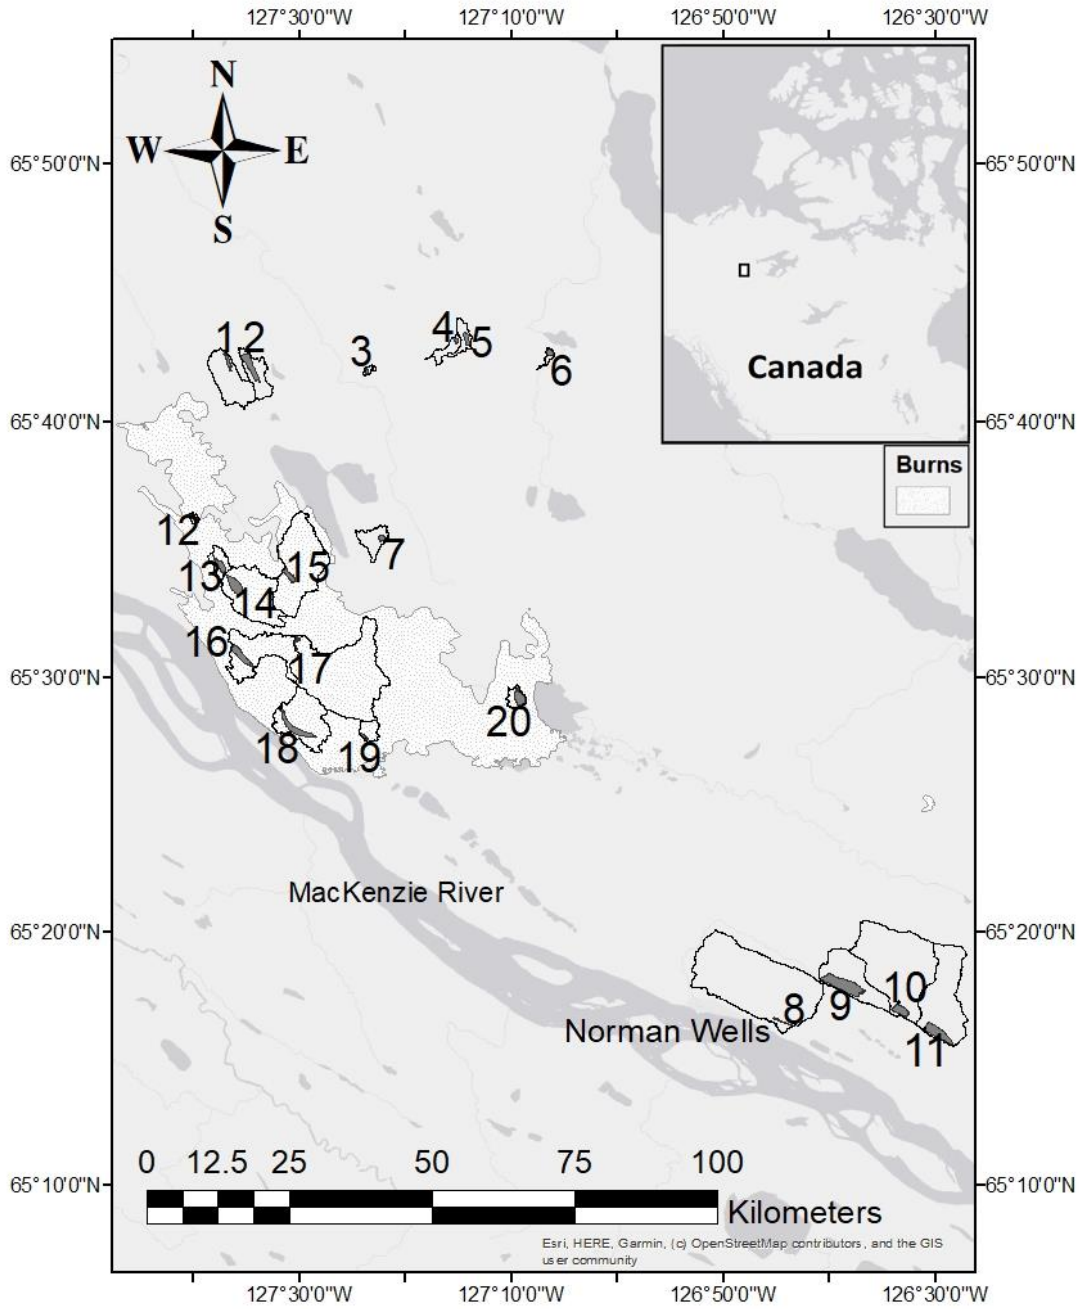 127°30'0"W 127°10'0"W 126°50'0"W 126°30'0"W
N
W E
S
65°50'0"N 65°50'0"N
Canada
1 2 3 4 5 6
65°40'0"N 65°40'0"N
Burns
12 7
13 15
14
16 17
65°30'0"N 65°30'0"N
18 19 20
MacKenzie River
65°20'0"N 65°20'0"N
8 9 10
Norman Wells
11
0 12.5 25 50 75 100
65°10'0"N 65°10'0"N
Kilometers
Esri, HERE, Garmin, (c) OpenStreetMap contributors, and the GIS
user community
127°30'0"W 127°10'0"W 126°50'0"W 126°30'0"W